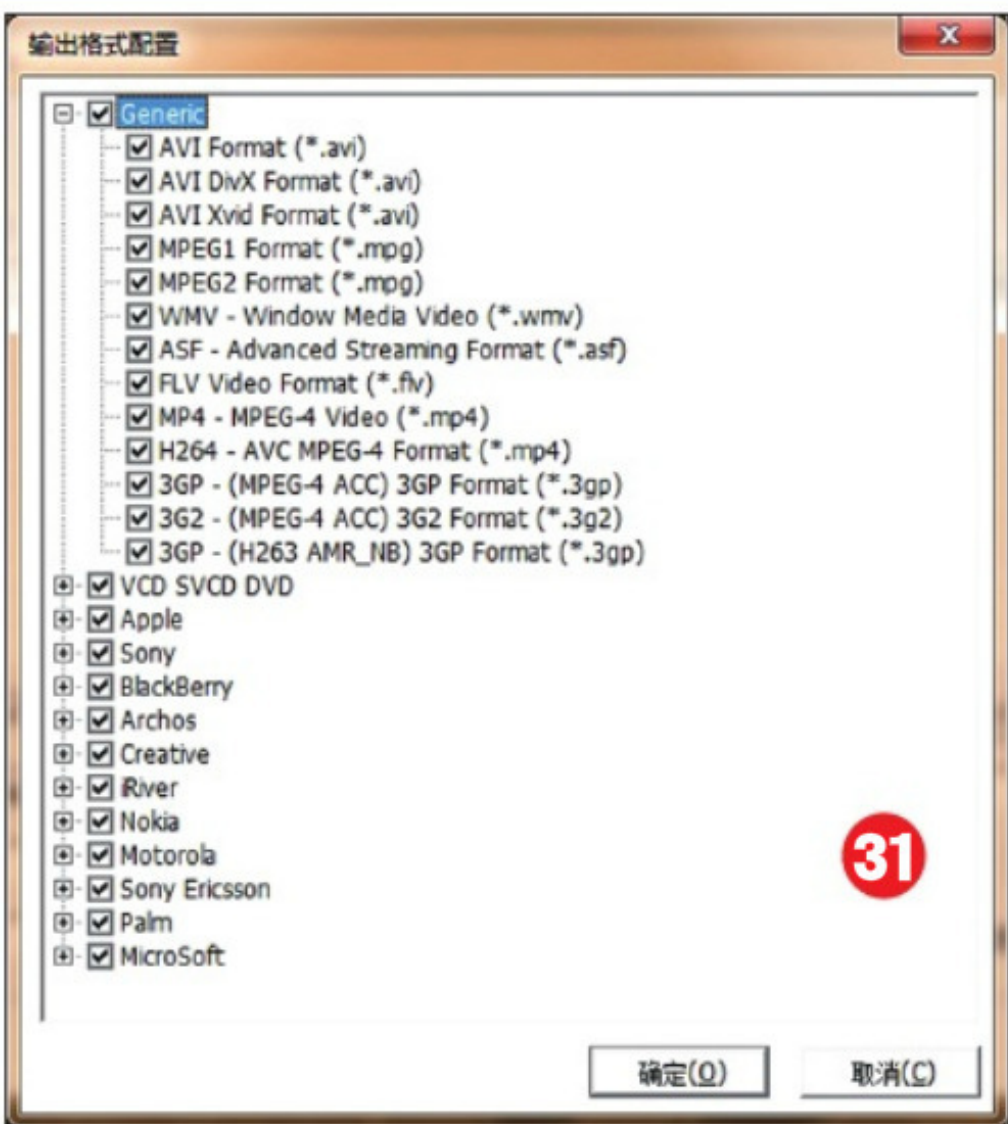 输出格式配置
Generic
AVI Format (*.avi)
AVI DivX Format (*.avi)
AVI Xvid Format (*.avi)
MPEG1 Format (*.mpg)
MPEG2 Format (*.mpg)
WMV - Window Media Video (*.wmv)
ASF - Advanced Streaming Format (*.asf)
FLV Video Format (*.flv)
MP4 - MPEG-4 Video (*.mp4)
H264 - AVC MPEG-4 Format (*.mp4)
3GP - (MPEG-4 ACC) 3GP Format (*.3gp)
3G2 - (MPEG-4 ACC) 3G2 Format (*.3g2)
3GP - (H263 AMR_NB) 3GP Format (*.3gp)
VCD SVCD DVD
Apple
Sony
BlackBerry
Archos
Creative
iRiver
Nokia
Motorola
Sony Ericsson
Palm
MicroSoft
31
确定(O) 取消(C)